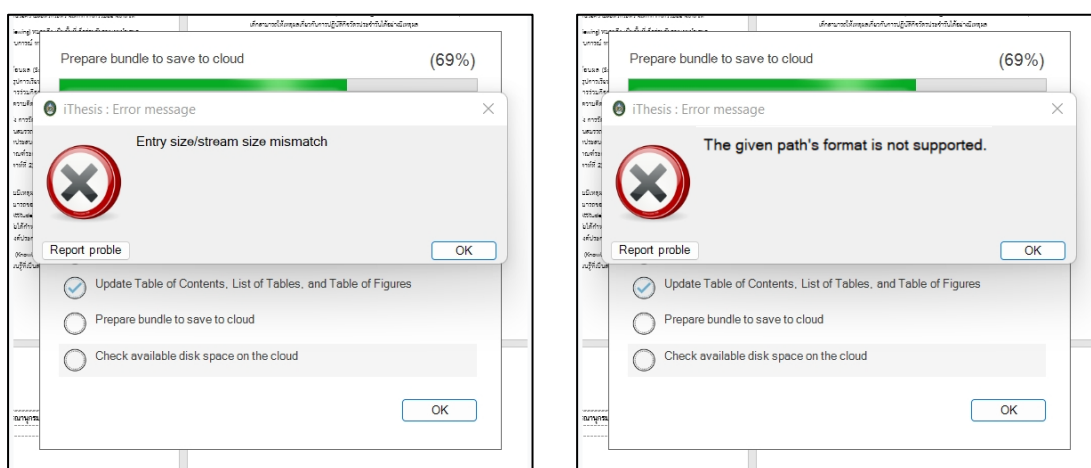 Prepare bundle to save to cloud
(69%)
iThesis : Error message
Entry size/stream size mismatch
Report proble
OK
Update Table of Contents, List of Tables, and Table of Figures
Prepare bundle to save to cloud
Check available disk space on the cloud
OK
Prepare bundle to save to cloud
(69%)
iThesis : Error message
The given path's format is not supported.
Report proble
OK
Update Table of Contents, List of Tables, and Table of Figures
Prepare bundle to save to cloud
Check available disk space on the cloud
OK